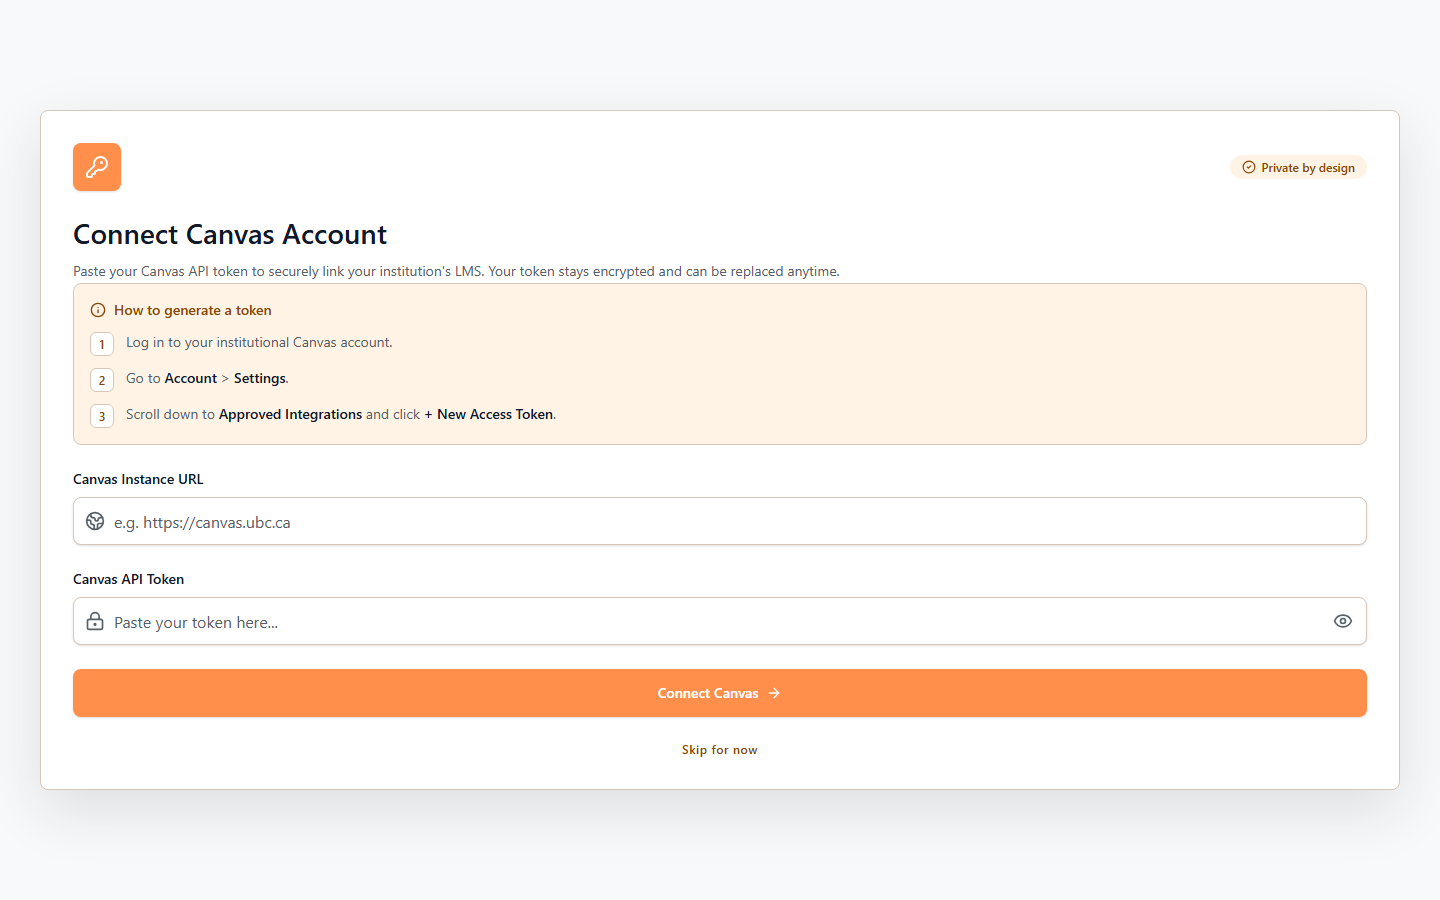 Private by design
Connect Canvas Account
Paste your Canvas API token to securely link your institution's LMS. Your token stays encrypted and can be replaced anytime.
How to generate a token
1 Log in to your institutional Canvas account.
2 Go to Account > Settings.
3 Scroll down to Approved Integrations and click + New Access Token.
Canvas Instance URL
e.g. https://canvas.ubc.ca
Canvas API Token
Paste your token here...
Connect Canvas →
Skip for now